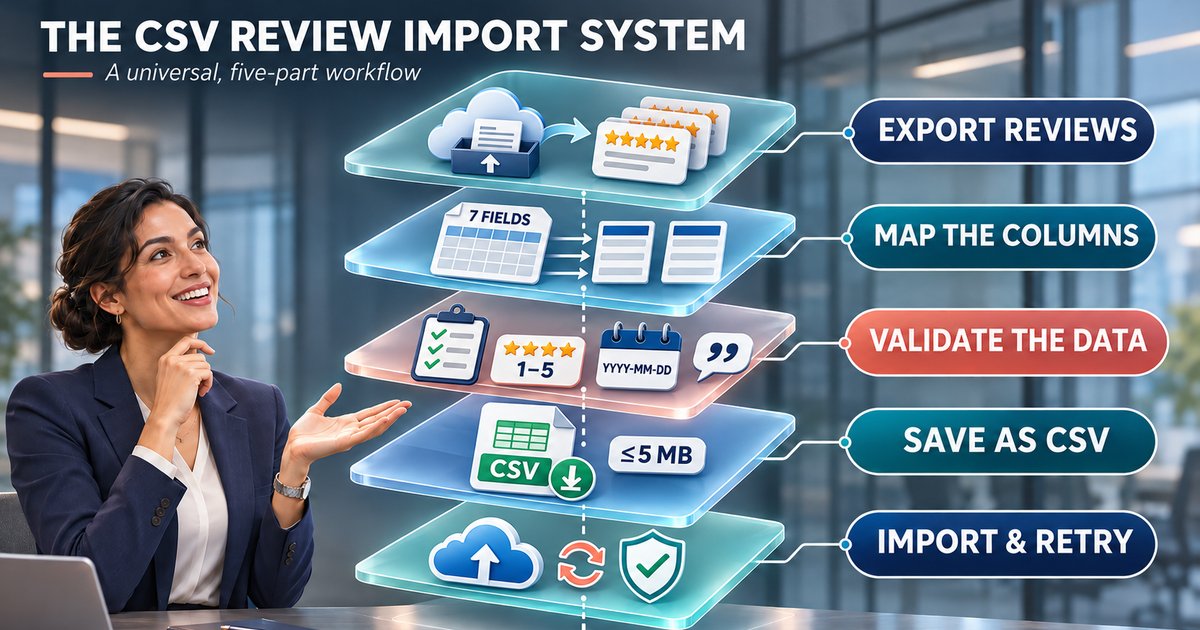 THE CSV REVIEW IMPORT SYSTEM
A universal, five-part workflow
EXPORT REVIEWS
7 FIELDS
MAP THE COLUMNS
1–5
YYYY-MM-DD
VALIDATE THE DATA
CSV
≤5 MB
SAVE AS CSV
IMPORT & RETRY